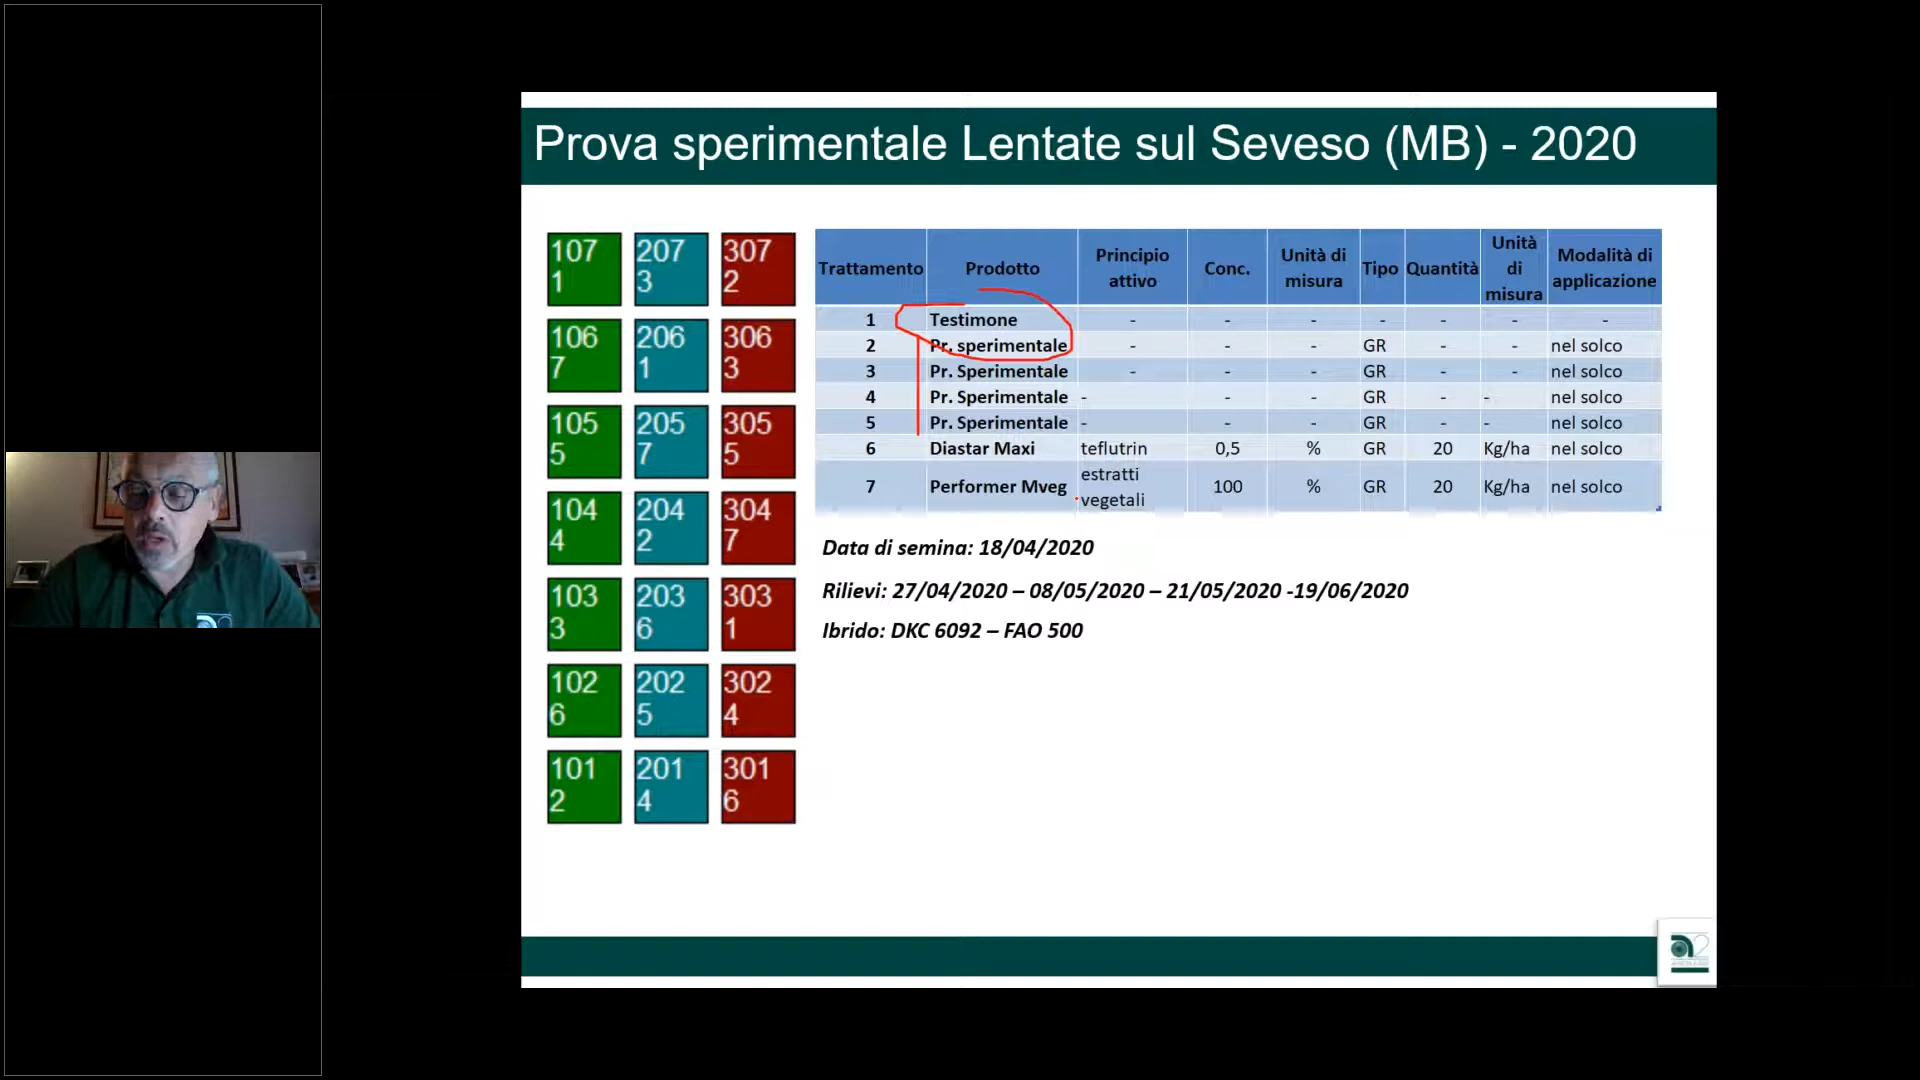 Prova sperimentale Lentate sul Seveso (MB) - 2020
107 207 307
1 3 2
106 206 306
7 1 3
105 205 305
5 7 5
104 204 304
4 2 7
103 203 303
3 6 1
102 202 302
6 5 4
101 201 301
2 4 6
Trattamento Prodotto Principio attivo Conc. Unità di misura Tipo Quantità Unità di misura Modalità di applicazione
1 Testimone - - - - - - -
2 Pr. sperimentale - - - GR - - nel solco
3 Pr. Sperimentale - - - GR - - nel solco
4 Pr. Sperimentale - - - GR - - nel solco
5 Pr. Sperimentale - - - GR - - nel solco
6 Diastar Maxi teflutrin 0,5 % GR 20 Kg/ha nel solco
7 Performer Mveg estratti vegetali 100 % GR 20 Kg/ha nel solco
Data di semina: 18/04/2020
Rilievi: 27/04/2020 – 08/05/2020 – 21/05/2020 -19/06/2020
Ibrido: DKC 6092 – FAO 500